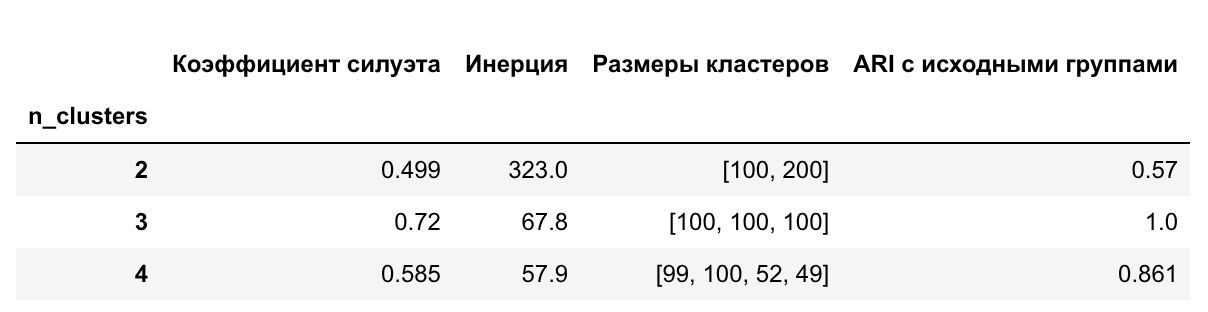 Коэффициент силуэта Инерция Размеры кластеров ARI с исходными группами
n_clusters
2 0.499 323.0 [100, 200] 0.57
3 0.72 67.8 [100, 100, 100] 1.0
4 0.585 57.9 [99, 100, 52, 49] 0.861